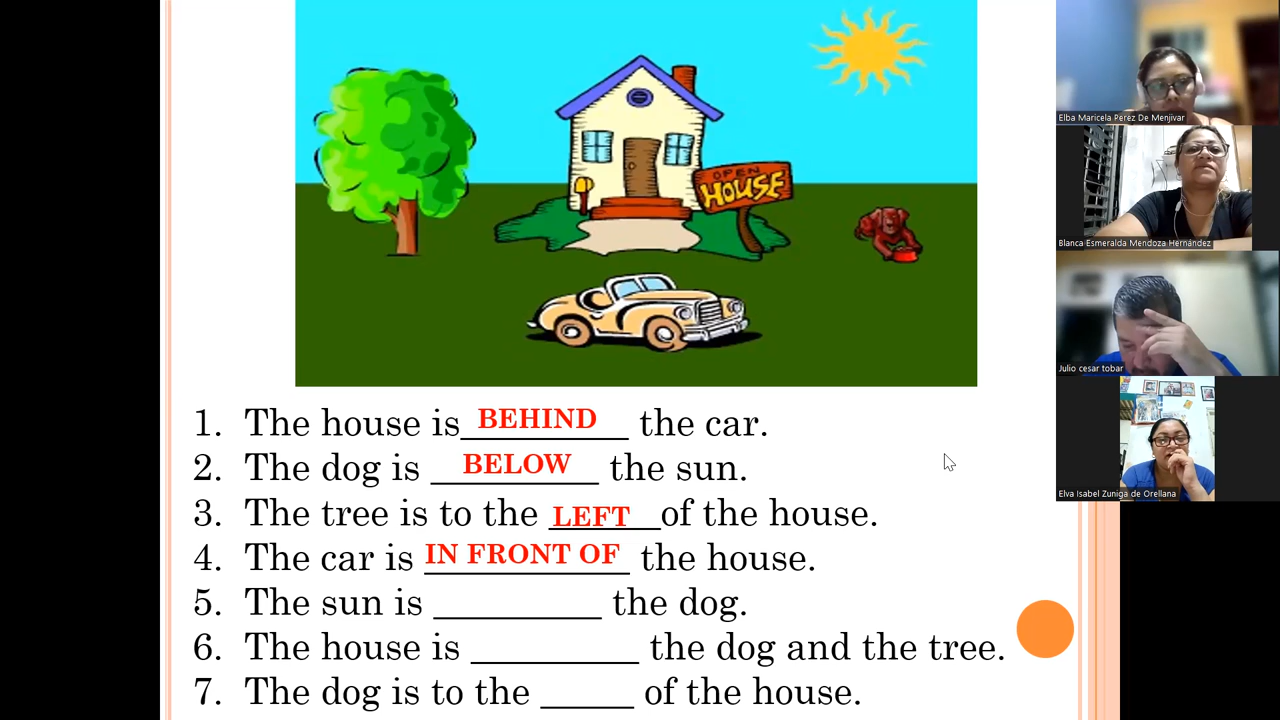 OPEN
HOUSE
1. The house is BEHIND the car.
2. The dog is BELOW the sun.
3. The tree is to the LEFT of the house.
4. The car is IN FRONT OF the house.
5. The sun is __________ the dog.
6. The house is __________ the dog and the tree.
7. The dog is to the _____ of the house.
Elba Maricela Perez De Menjivar
Blanca Esmeralda Mendoza Hernández
Julio cesar tobar
Elva Isabel Zuniga de Orellana